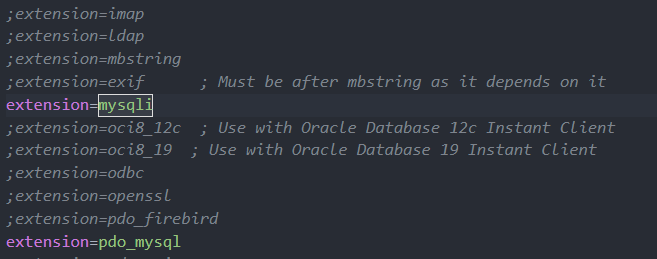 ;extension=imap
;extension=ldap
;extension=mbstring
;extension=exif      ; Must be after mbstring as it depends on it
extension=mysqli
;extension=oci8_12c  ; Use with Oracle Database 12c Instant Client
;extension=oci8_19  ; Use with Oracle Database 19 Instant Client
;extension=odbc
;extension=openssl
;extension=pdo_firebird
extension=pdo_mysql